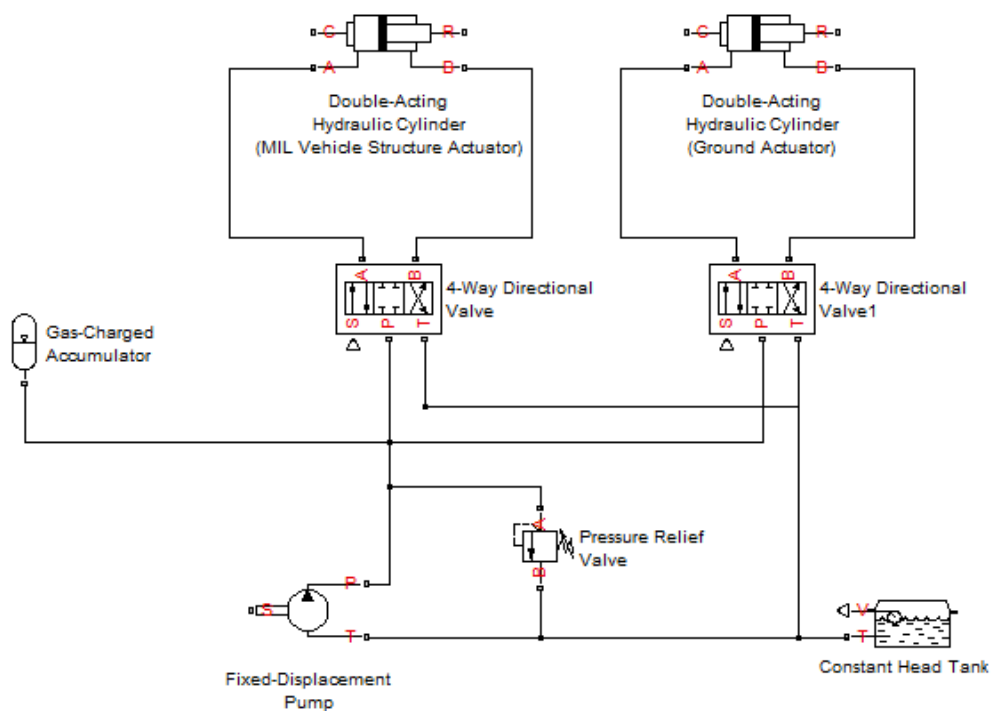 C R C R
A B A B
Double-Acting
Hydraulic Cylinder
(MIL Vehicle Structure Actuator)
Double-Acting
Hydraulic Cylinder
(Ground Actuator)
A B
S P T
4-Way Directional
Valve
A B
S P T
4-Way Directional
Valve1
Gas-Charged
Accumulator
A
B
Pressure Relief
Valve
P
S
T
Fixed-Displacement
Pump
V
T
Constant Head Tank